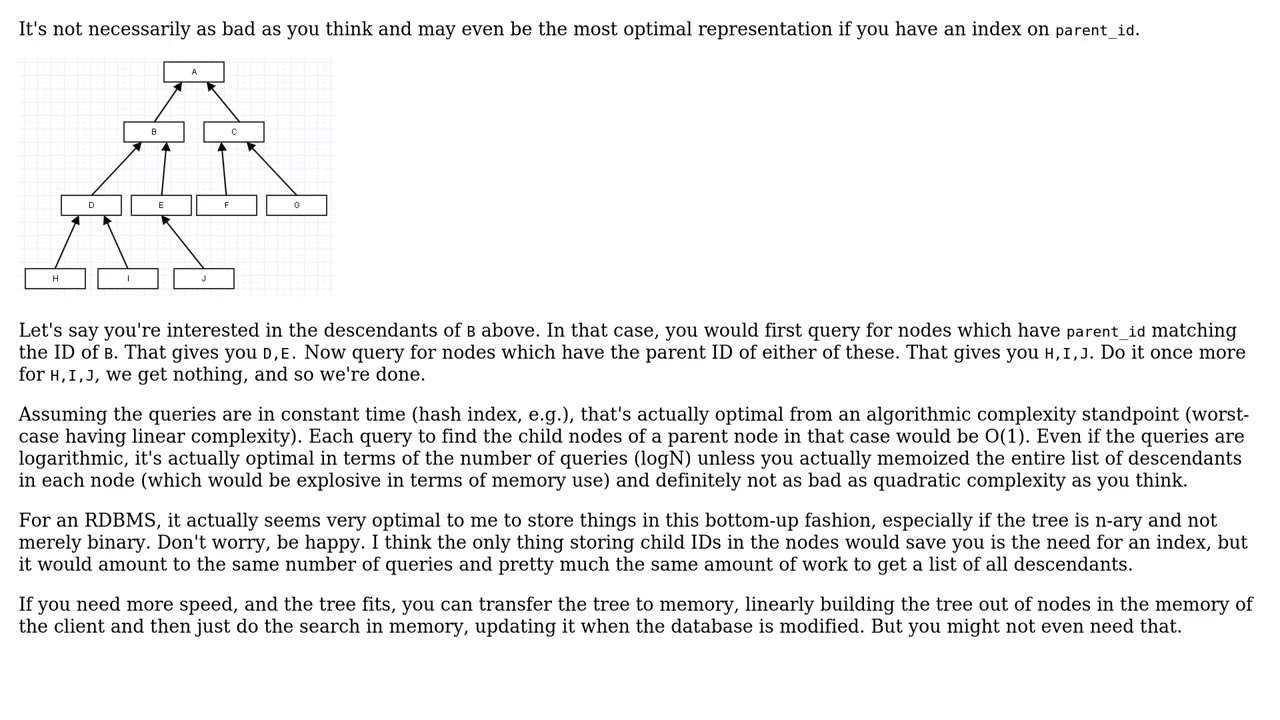 It's not necessarily as bad as you think and may even be the most optimal representation if you have an index on parent_id.
A
B C
D E F G
H I J
Let's say you're interested in the descendants of B above. In that case, you would first query for nodes which have parent_id matching
the ID of B. That gives you D,E. Now query for nodes which have the parent ID of either of these. That gives you H,I,J. Do it once more
for H,I,J, we get nothing, and so we're done.
Assuming the queries are in constant time (hash index, e.g.), that's actually optimal from an algorithmic complexity standpoint (worst-
case having linear complexity). Each query to find the child nodes of a parent node in that case would be O(1). Even if the queries are
logarithmic, it's actually optimal in terms of the number of queries (logN) unless you actually memoized the entire list of descendants
in each node (which would be explosive in terms of memory use) and definitely not as bad as quadratic complexity as you think.
For an RDBMS, it actually seems very optimal to me to store things in this bottom-up fashion, especially if the tree is n-ary and not
merely binary. Don't worry, be happy. I think the only thing storing child IDs in the nodes would save you is the need for an index, but
it would amount to the same number of queries and pretty much the same amount of work to get a list of all descendants.
If you need more speed, and the tree fits, you can transfer the tree to memory, linearly building the tree out of nodes in the memory of
the client and then just do the search in memory, updating it when the database is modified. But you might not even need that.